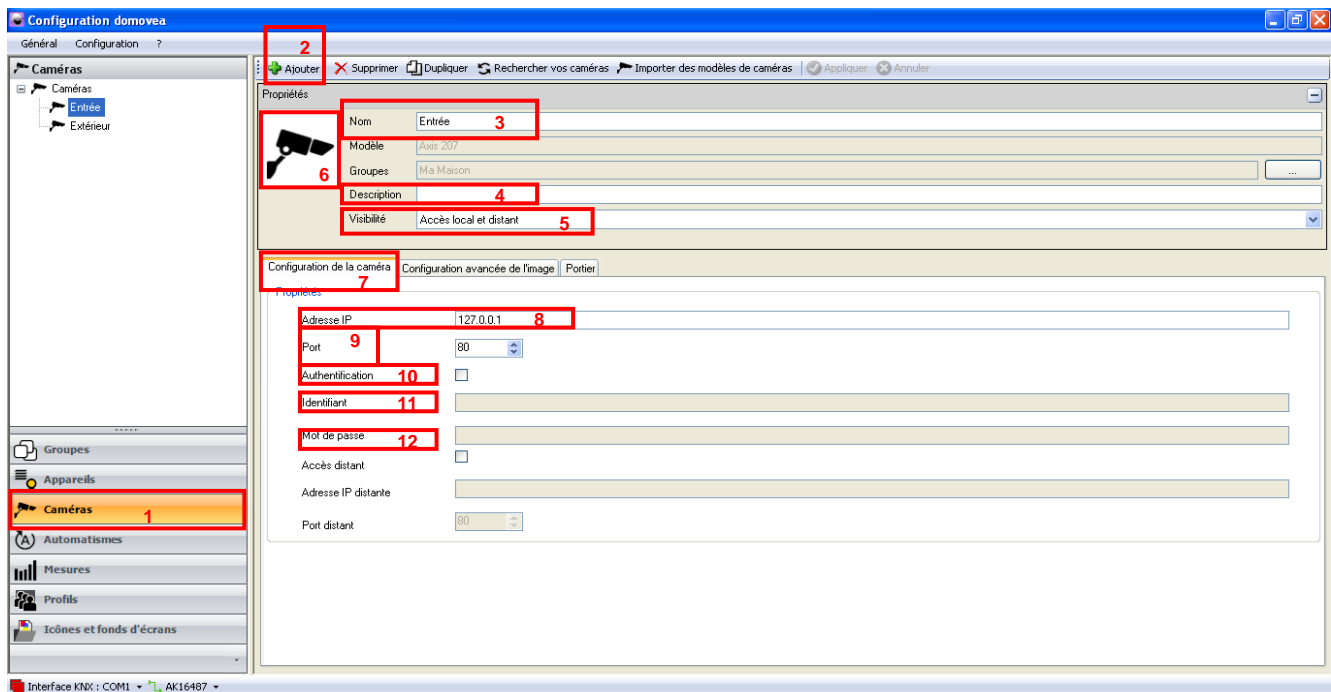 Configuration domovea
Général Configuration ?
2
Caméras
Caméras
Entrée
Extérieur
Groupes
Appareils
Caméras 1
Automatismes
Mesures
Profils
Icônes et fonds d'écrans
Ajouter Supprimer Dupliquer Rechercher vos caméras Importer des modèles de caméras Appliquer Annuler
Propriétés
6
Nom Entrée 3
Modèle Axis 207
Groupes Ma Maison ...
Description 4
Visibilité Accès local et distant 5
Configuration de la caméra Configuration avancée de l'image Portier
7
Propriétés
Adresse IP 127.0.0.1 8
Port 9 80
Authentification 10
Identifiant 11
Mot de passe 12
Accès distant
Adresse IP distante
Port distant 80
Interface KNX : COM1 AK16487